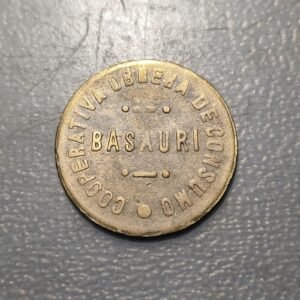 COOPERATIVA OBRERA DE CONSUMO
BASAURI